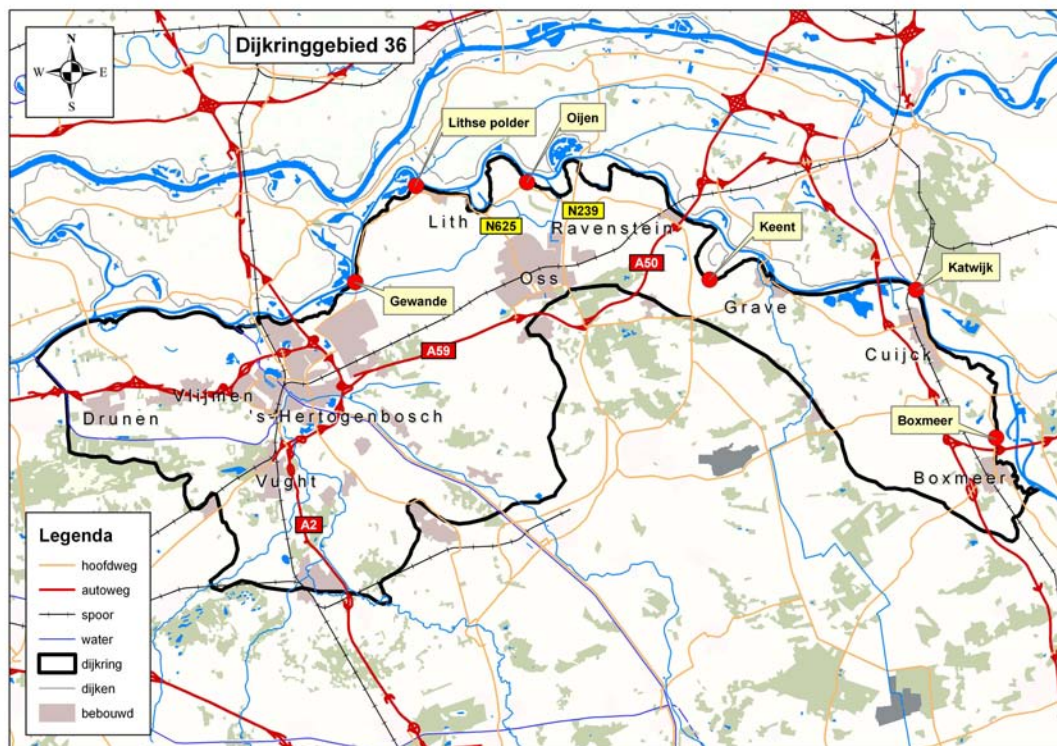 N
W E
S
Dijkringgebied 36
Lithse polder
Oijen
Lith
N625
N239
Ravenstein
Keent
A50
Oss
Gewande
Grave
Katwijk
A59
Cuijck
Vlijmen
Drunen
's-Hertogenbosch
Boxmeer
Vught
Boxmeer
A2
Legenda
hoofdweg
autoweg
spoor
water
dijkring
dijken
bebouwd